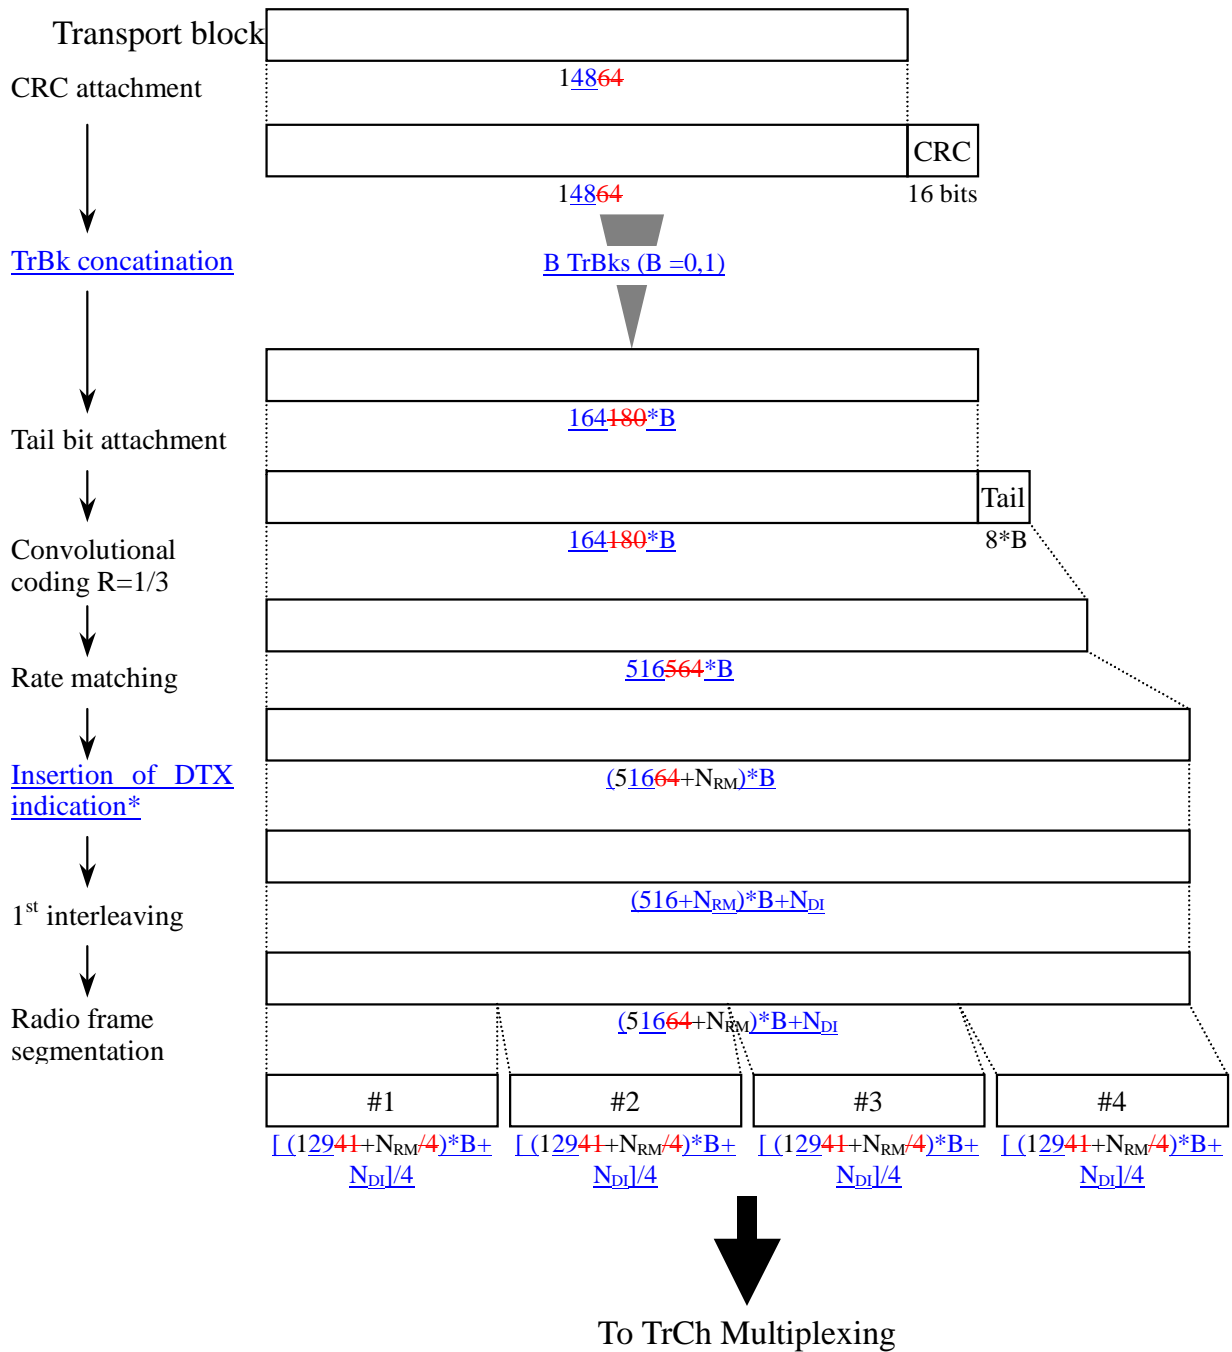 Transport block
14864
CRC attachment
CRC
14864
16 bits
TrBk concatination
B TrBks (B =0,1)
164180*B
Tail bit attachment
Tail
164180*B
8*B
Convolutional
coding R=1/3
516564*B
Rate matching
(51664+NRM)*B
Insertion of DTX
indication*
(516+NRM)*B+NDI
1st interleaving
(51664+NRM)*B+NDI
Radio frame
segmentation
#1 #2 #3 #4
[ (12941+NRM/4)*B+ [ (12941+NRM/4)*B+ [ (12941+NRM/4)*B+ [ (12941+NRM/4)*B+
NDI]/4 NDI]/4 NDI]/4 NDI]/4
To TrCh Multiplexing